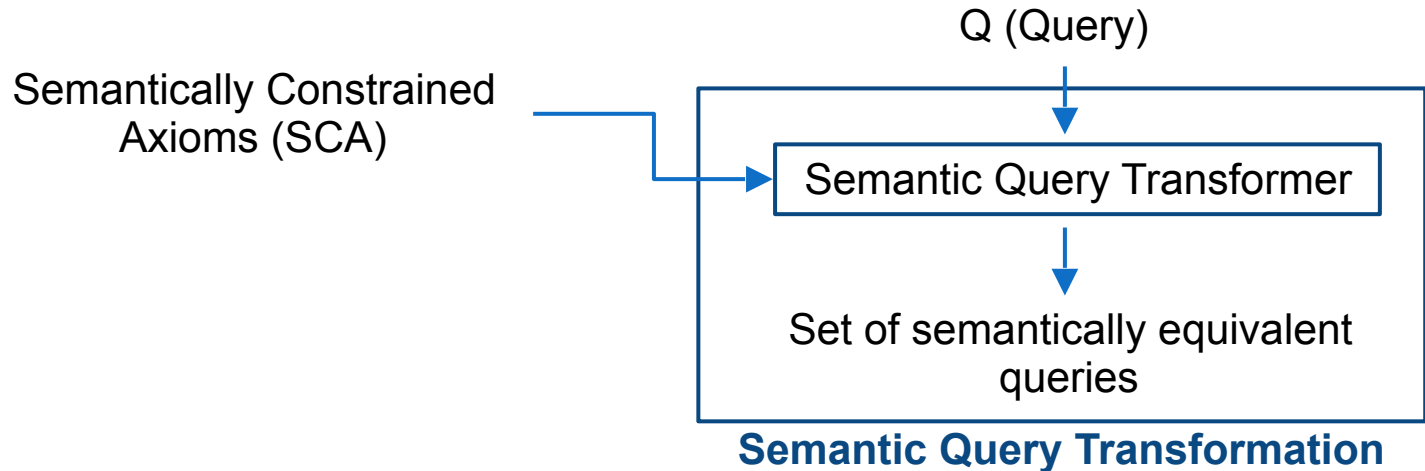 Q (Query)
Semantically Constrained
Axioms (SCA)
Semantic Query Transformer
Set of semantically equivalent
queries
Semantic Query Transformation